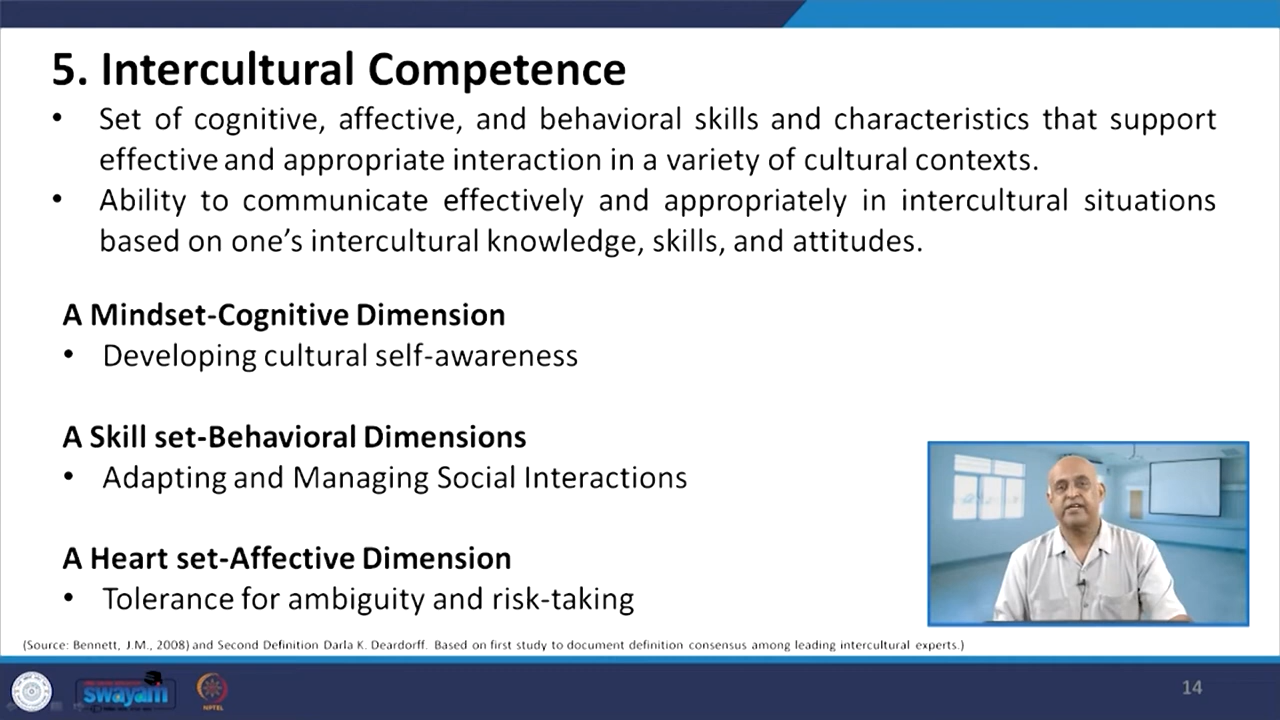 5. Intercultural Competence
• Set of cognitive, affective, and behavioral skills and characteristics that support
effective and appropriate interaction in a variety of cultural contexts.
• Ability to communicate effectively and appropriately in intercultural situations
based on one's intercultural knowledge, skills, and attitudes.
A Mindset-Cognitive Dimension
• Developing cultural self-awareness
A Skill set-Behavioral Dimensions
• Adapting and Managing Social Interactions
A Heart set-Affective Dimension
• Tolerance for ambiguity and risk-taking
(Source: Bennett, J.M., 2008) and Second Definition Darla K. Deardorff. Based on first study to document definition consensus among leading intercultural experts.)
swayam
NPTEL
14